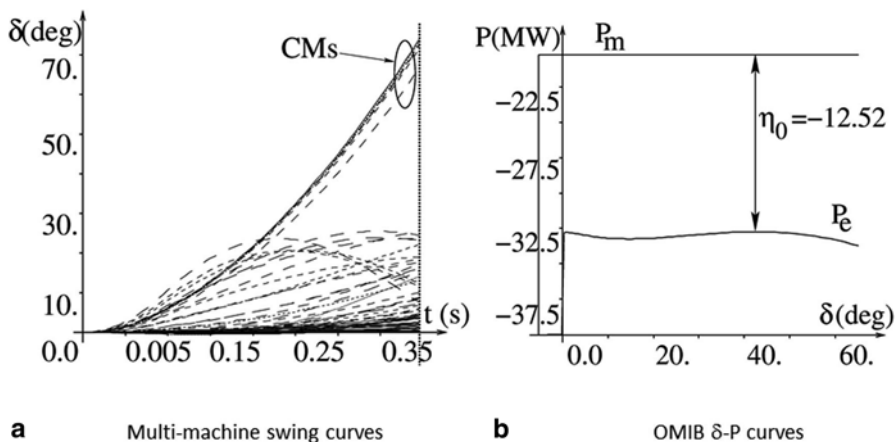 δ(deg)
70.
50.
30.
10.
0.0
0.005
0.15
0.25
0.35
t (s)
CMs
P(MW)
Pm
−22.5
−27.5
−32.5
−37.5
η0 =−12.52
Pe
δ(deg)
0.0
20.
40.
60.
a Multi-machine swing curves
b OMIB δ-P curves